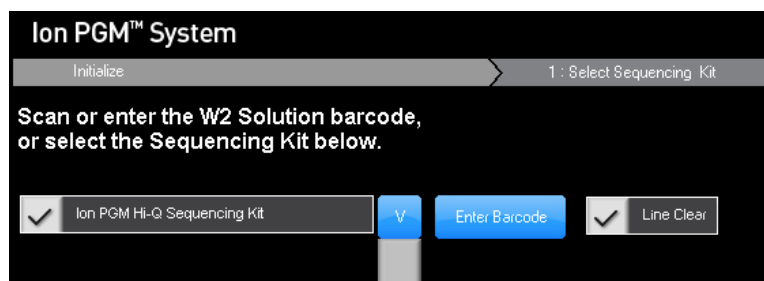 Ion PGM™ System
Initialize
1 : Select Sequencing Kit
Scan or enter the W2 Solution barcode,
or select the Sequencing Kit below.
Ion PGM Hi-Q Sequencing Kit
V
Enter Barcode
Line Clear